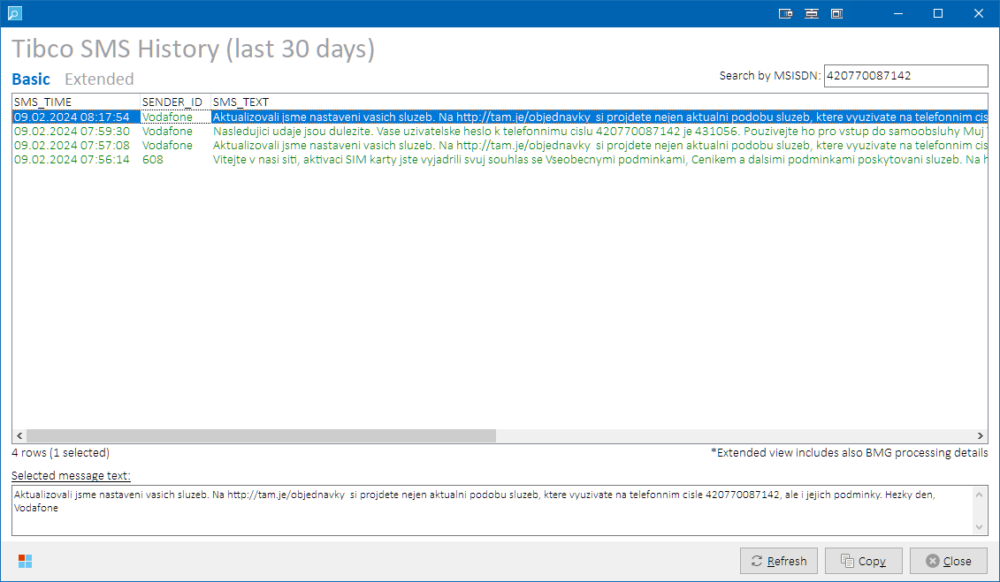 Tibco SMS History (last 30 days)
Basic Extended
Search by MSISDN: 420770087142
SMS_TIME SENDER_ID SMS_TEXT
09.02.2024 08:17:54 Vodafone Aktualizovali jsme nastaveni vasich sluzeb. Na http://tam.je/objednavky si projdete nejen aktualni podobu sluzeb, ktere vyuzivate na telefonnim cis
09.02.2024 07:59:30 Vodafone Nasledujici udaje jsou dulezite. Vase uzivatelske heslo k telefonnimu cislu 420770087142 je 431056. Pouzivejte ho pro vstup do samoobsluhy Muj
09.02.2024 07:57:08 Vodafone Aktualizovali jsme nastaveni vasich sluzeb. Na http://tam.je/objednavky si projdete nejen aktualni podobu sluzeb, ktere vyuzivate na telefonnim cis
09.02.2024 07:56:14 608 Vitejte v nasi siti, aktivaci SIM karty jste vyjadrili svuj souhlas se Vseobecnymi podminkami, Cenikem a dalsimi podminkami poskytovani sluzeb. Na h
4 rows (1 selected) *Extended view includes also BMG processing details
Selected message text:
Aktualizovali jsme nastaveni vasich sluzeb. Na http://tam.je/objednavky si projdete nejen aktualni podobu sluzeb, ktere vyuzivate na telefonnim cisle 420770087142, ale i jejich podminky. Hezky den,
Vodafone
Refresh Copy Close